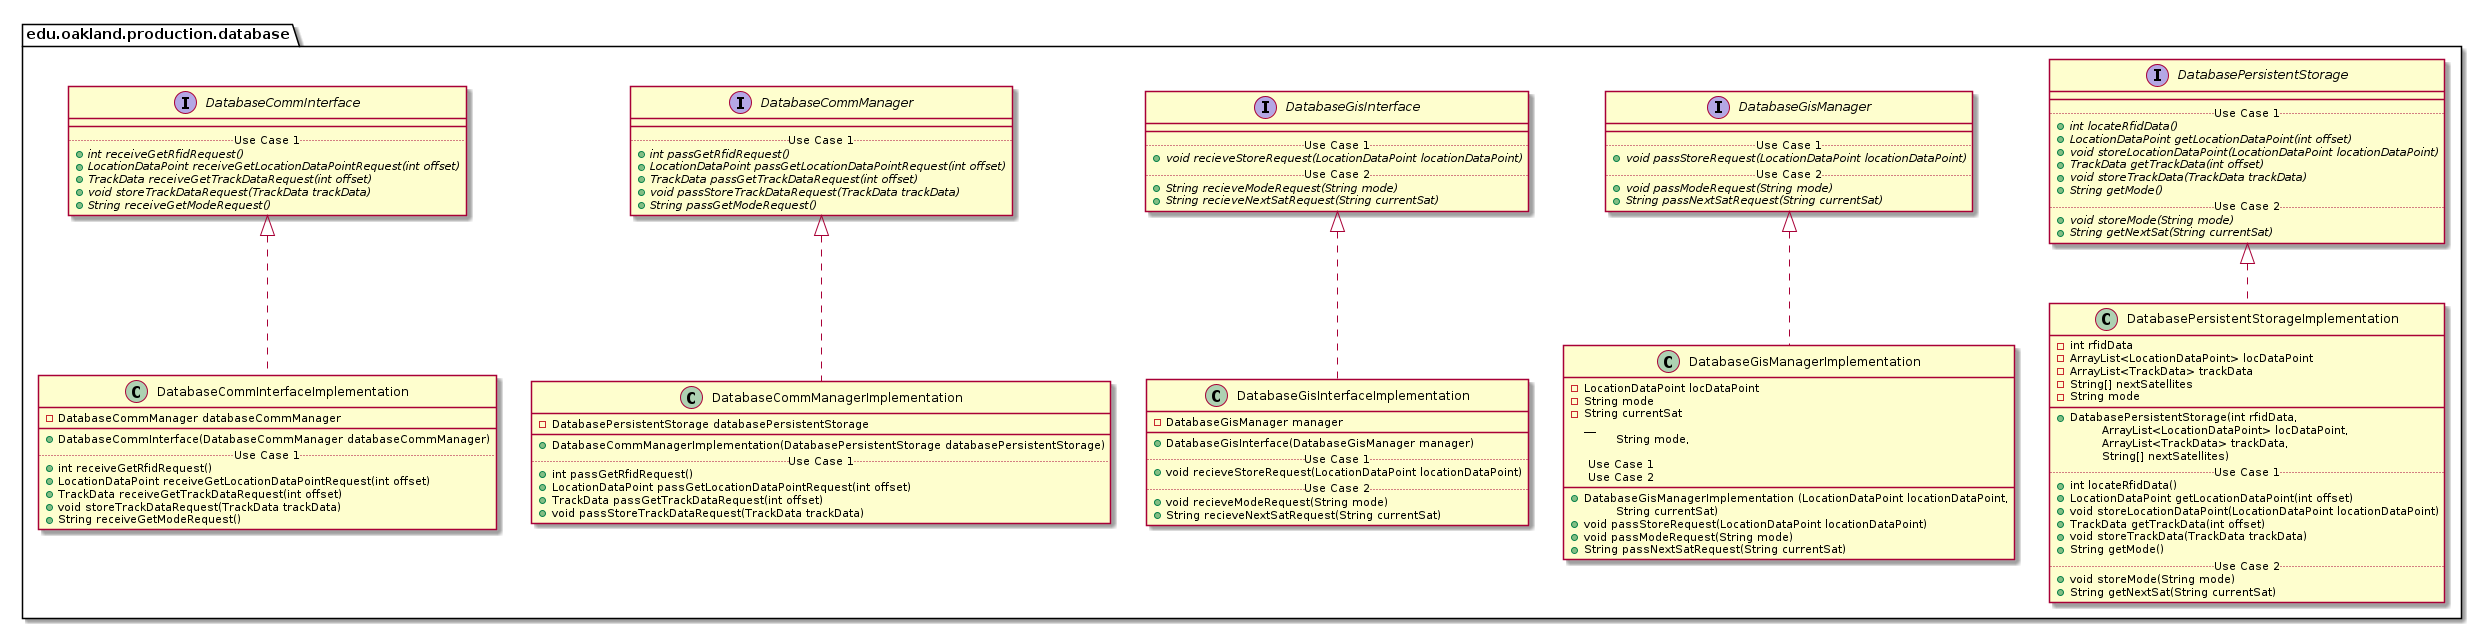 edu.oakland.production.database
I DatabaseCommInterface
Use Case 1
int receiveGetRfidRequest()
LocationDataPoint receiveGetLocationDataPointRequest(int offset)
TrackData receiveGetTrackDataRequest(int offset)
void storeTrackDataRequest(TrackData trackData)
String receiveGetModeRequest()
I DatabaseCommManager
Use Case 1
int passGetRfidRequest()
LocationDataPoint passGetLocationDataPointRequest(int offset)
TrackData passGetTrackDataRequest(int offset)
void passStoreTrackDataRequest(TrackData trackData)
String passGetModeRequest()
I DatabaseGisInterface
Use Case 1
void recieveStoreRequest(LocationDataPoint locationDataPoint)
Use Case 2
String recieveModeRequest(String mode)
String recieveNextSatRequest(String currentSat)
I DatabaseGisManager
Use Case 1
void passStoreRequest(LocationDataPoint locationDataPoint)
Use Case 2
void passModeRequest(String mode)
String passNextSatRequest(String currentSat)
I DatabasePersistentStorage
Use Case 1
int locateRfidData()
LocationDataPoint getLocationDataPoint(int offset)
void storeLocationDataPoint(LocationDataPoint locationDataPoint)
TrackData getTrackData(int offset)
void storeTrackData(TrackData trackData)
String getMode()
Use Case 2
void storeMode(String mode)
String getNextSat(String currentSat)
C DatabaseCommInterfaceImplementation
DatabaseCommManager databaseCommManager
DatabaseCommInterface(DatabaseCommManager databaseCommManager)
Use Case 1
int receiveGetRfidRequest()
LocationDataPoint receiveGetLocationDataPointRequest(int offset)
TrackData receiveGetTrackDataRequest(int offset)
void storeTrackDataRequest(TrackData trackData)
String receiveGetModeRequest()
C DatabaseCommManagerImplementation
DatabasePersistentStorage databasePersistentStorage
DatabaseCommManagerImplementation(DatabasePersistentStorage databasePersistentStorage)
Use Case 1
int passGetRfidRequest()
LocationDataPoint passGetLocationDataPointRequest(int offset)
TrackData passGetTrackDataRequest(int offset)
void passStoreTrackDataRequest(TrackData trackData)
C DatabaseGisInterfaceImplementation
DatabaseGisManager manager
DatabaseGisInterface(DatabaseGisManager manager)
Use Case 1
void recieveStoreRequest(LocationDataPoint locationDataPoint)
Use Case 2
void recieveModeRequest(String mode)
String recieveNextSatRequest(String currentSat)
C DatabaseGisManagerImplementation
LocationDataPoint locDataPoint
String mode
String currentSat
—
String mode,
Use Case 1
Use Case 2
DatabaseGisManagerImplementation (LocationDataPoint locationDataPoint,
String currentSat)
void passStoreRequest(LocationDataPoint locationDataPoint)
void passModeRequest(String mode)
String passNextSatRequest(String currentSat)
C DatabasePersistentStorageImplementation
int rfidData
ArrayList<LocationDataPoint> locDataPoint
ArrayList<TrackData> trackData
String[] nextSatellites
String mode
DatabasePersistentStorage(int rfidData,
ArrayList<LocationDataPoint> locDataPoint,
ArrayList<TrackData> trackData,
String[] nextSatellites)
Use Case 1
int locateRfidData()
LocationDataPoint getLocationDataPoint(int offset)
void storeLocationDataPoint(LocationDataPoint locationDataPoint)
TrackData getTrackData(int offset)
void storeTrackData(TrackData trackData)
String getMode()
Use Case 2
void storeMode(String mode)
String getNextSat(String currentSat)